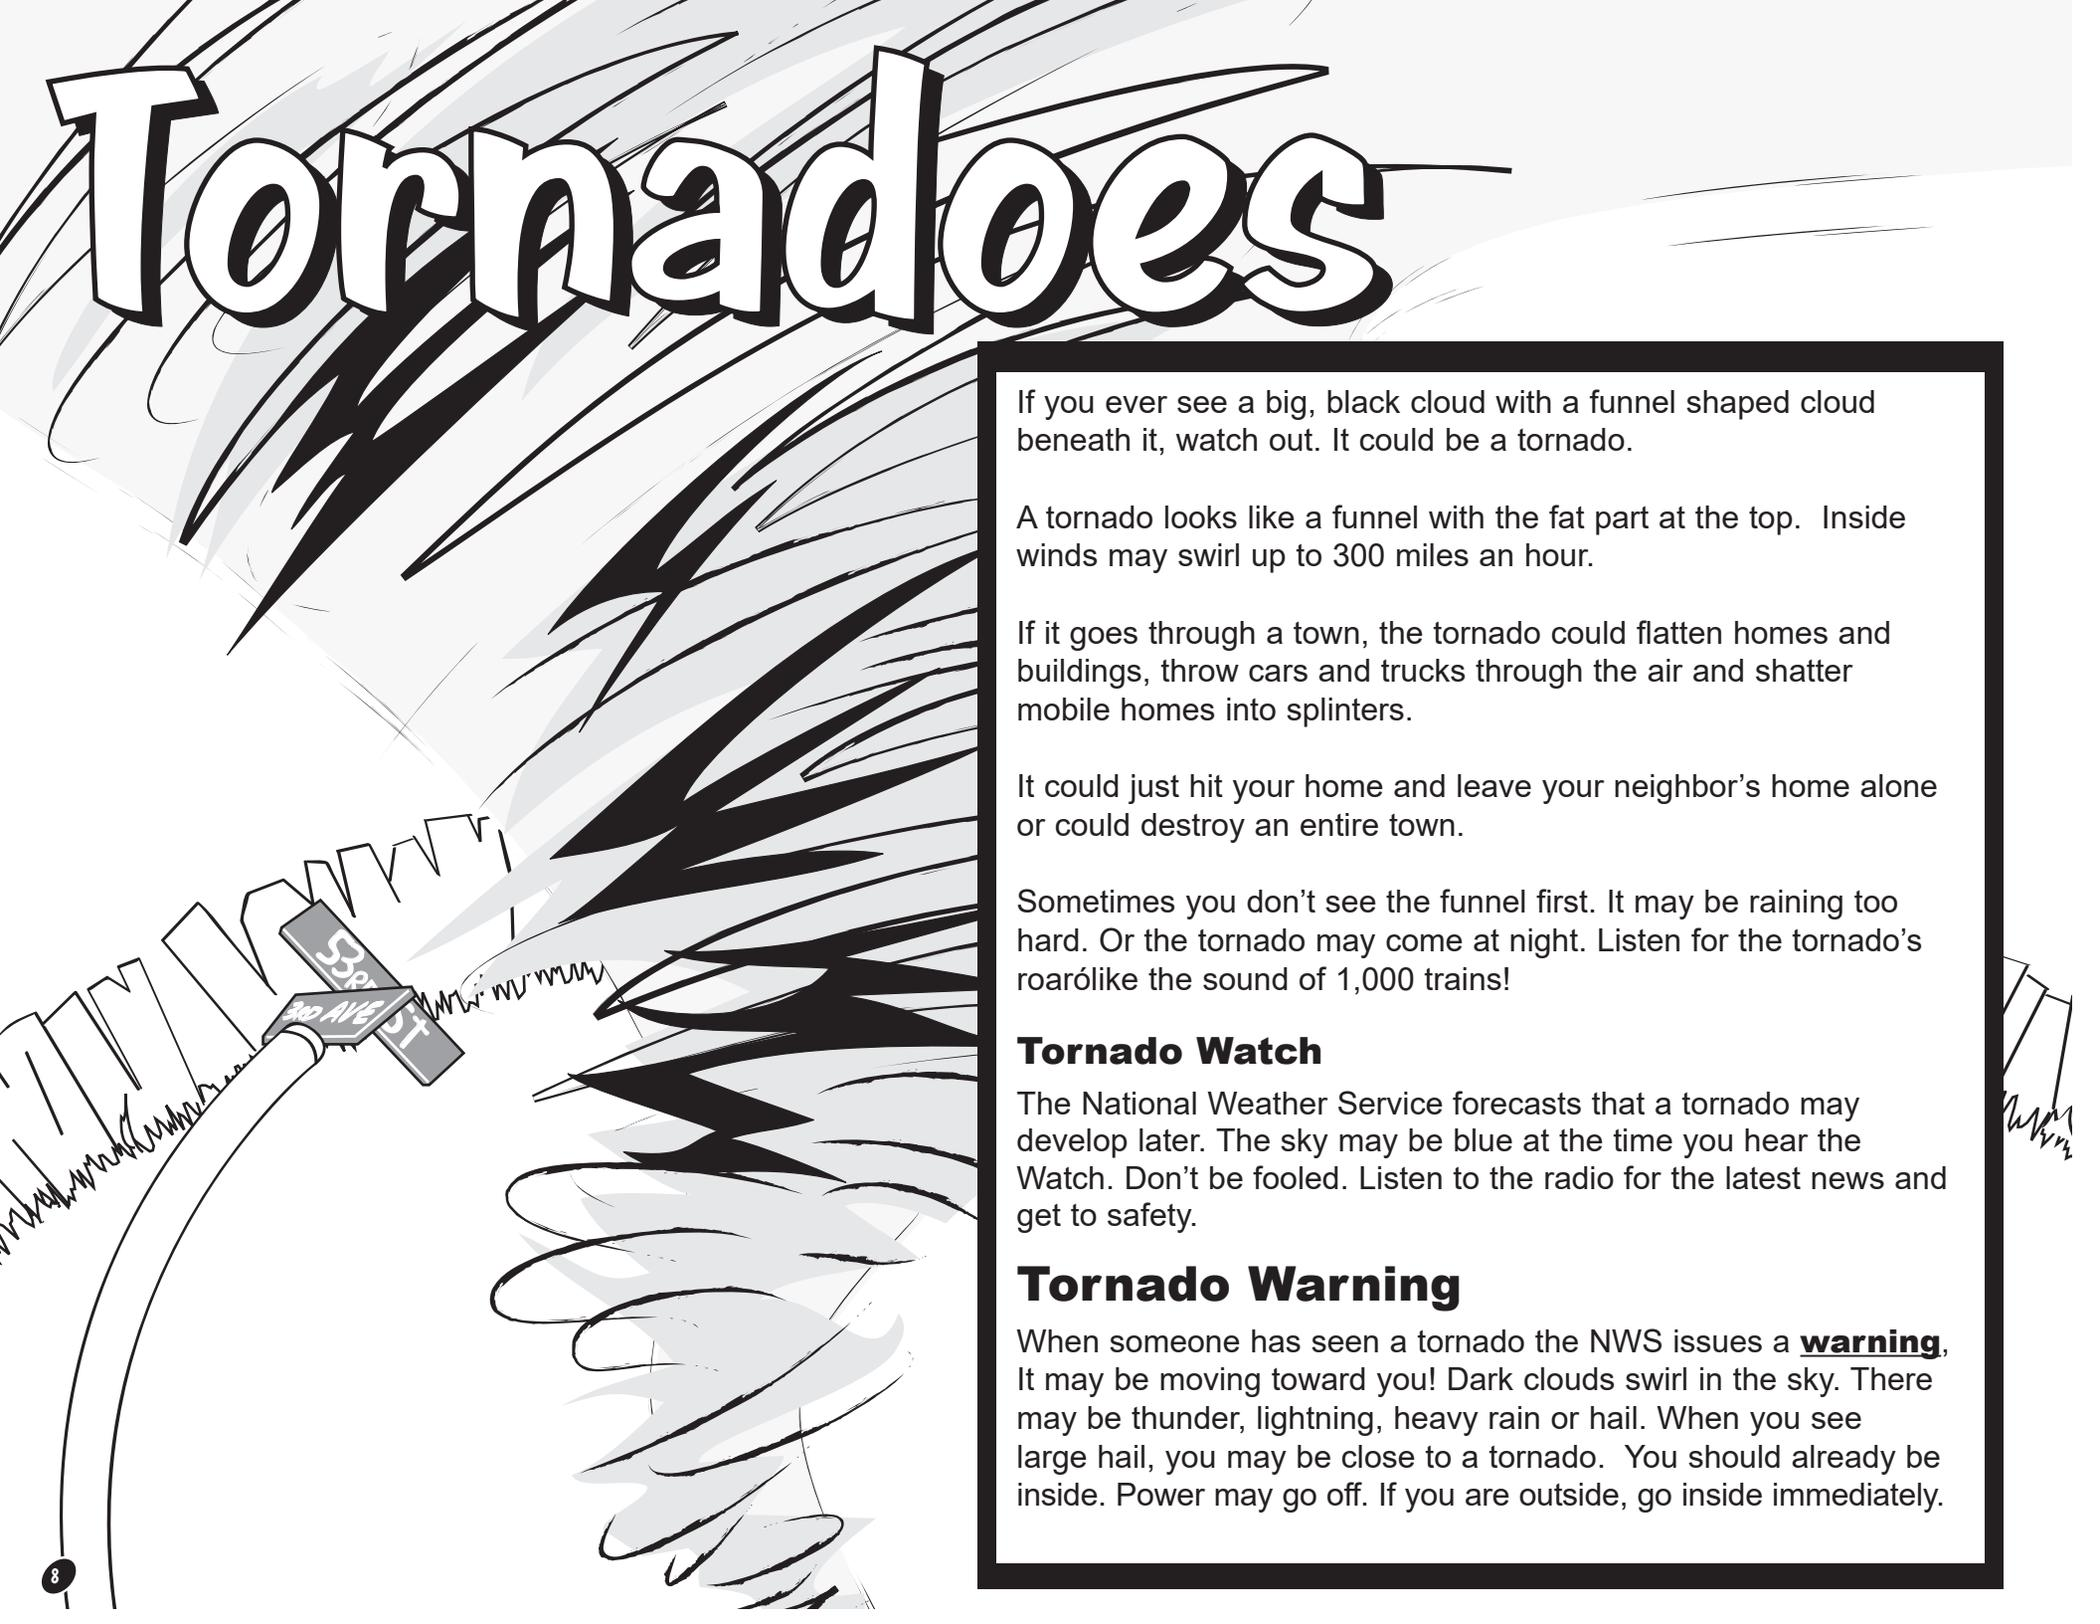 Tornadoes
If you ever see a big, black cloud with a funnel shaped cloud
beneath it, watch out. It could be a tornado.
A tornado looks like a funnel with the fat part at the top.  Inside
winds may swirl up to 300 miles an hour.
If it goes through a town, the tornado could flatten homes and
buildings, throw cars and trucks through the air and shatter
mobile homes into splinters.
It could just hit your home and leave your neighbor’s home alone
or could destroy an entire town.
Sometimes you don’t see the funnel first. It may be raining too
hard. Or the tornado may come at night. Listen for the tornado’s
roarólike the sound of 1,000 trains!
Tornado Watch
The National Weather Service forecasts that a tornado may
develop later. The sky may be blue at the time you hear the
Watch. Don’t be fooled. Listen to the radio for the latest news and
get to safety.
Tornado Warning
When someone has seen a tornado the NWS issues a warning,
It may be moving toward you! Dark clouds swirl in the sky. There
may be thunder, lightning, heavy rain or hail. When you see
large hail, you may be close to a tornado.  You should already be
inside. Power may go off. If you are outside, go inside immediately.
53RD ST
3RD AVE
8